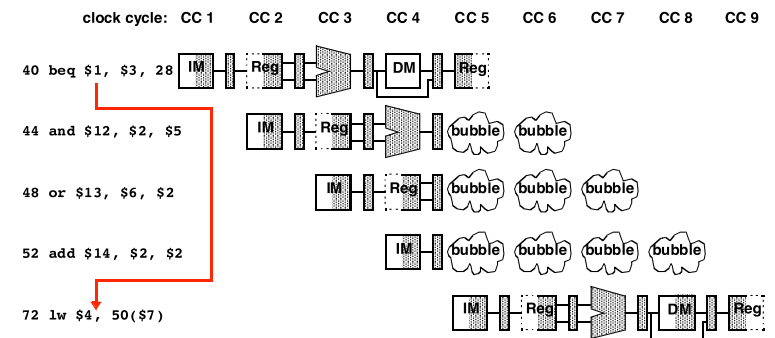 clock cycle: CC 1 CC 2 CC 3 CC 4 CC 5 CC 6 CC 7 CC 8 CC 9
40 beq $1, $3, 28 IM Reg DM Reg
44 and $12, $2, $5 IM Reg bubble bubble
48 or $13, $6, $2 IM Reg bubble bubble bubble
52 add $14, $2, $2 IM bubble bubble bubble bubble
72 lw $4, 50($7) IM Reg DM Reg